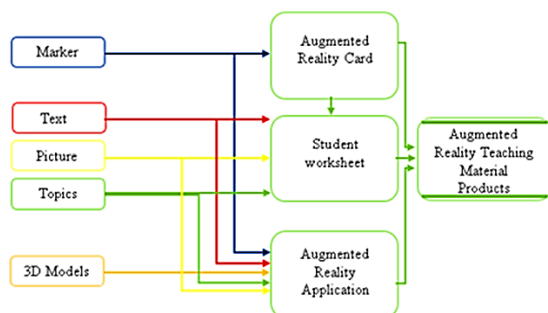 Marker
Text
Picture
Topics
3D Models
Augmented
Reality Card
Student
worksheet
Augmented
Reality
Application
Augmented
Reality Teaching
Material
Products